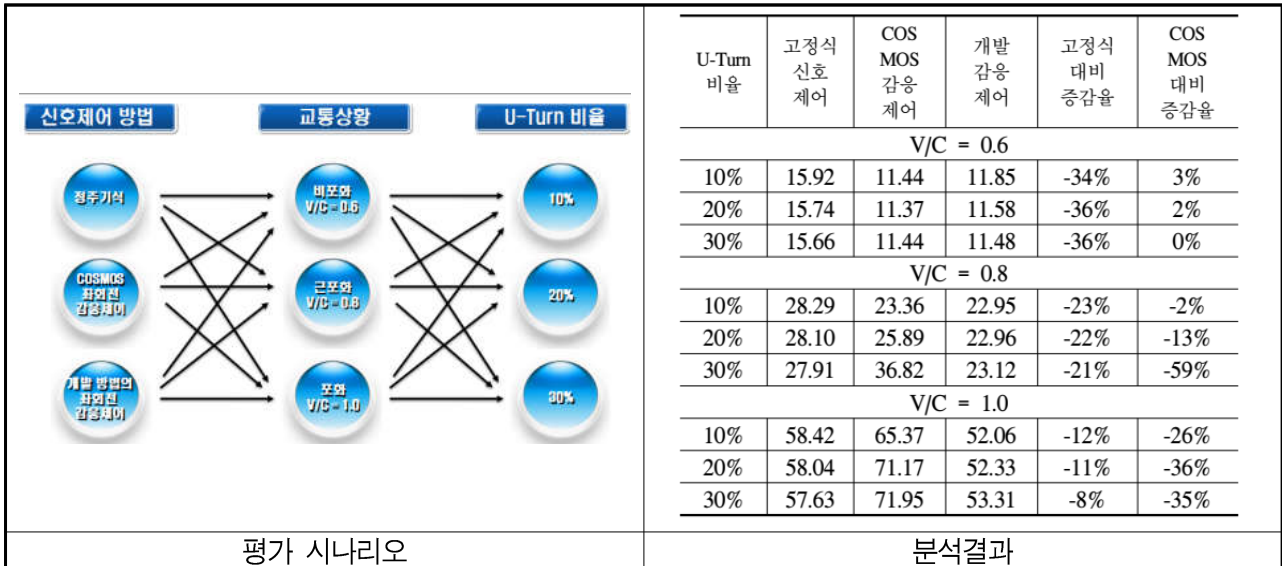 신호제어 방법 교통상황 U-Turn 비율
정주기식 비포화 V/C = 0.6 10%
COSMOS 좌회전 감응제어 근포화 V/C = 0.8 20%
개발 방법의 좌회전 감응제어 포화 V/C = 1.0 30%
평가 시나리오
U-Turn 비율 고정식 신호 제어 COS MOS 감응 제어 개발 감응 제어 고정식 대비 증감율 COS MOS 대비 증감율
V/C = 0.6
10% 15.92 11.44 11.85 -34% 3%
20% 15.74 11.37 11.58 -36% 2%
30% 15.66 11.44 11.48 -36% 0%
V/C = 0.8
10% 28.29 23.36 22.95 -23% -2%
20% 28.10 25.89 22.96 -22% -13%
30% 27.91 36.82 23.12 -21% -59%
V/C = 1.0
10% 58.42 65.37 52.06 -12% -26%
20% 58.04 71.17 52.33 -11% -36%
30% 57.63 71.95 53.31 -8% -35%
분석결과